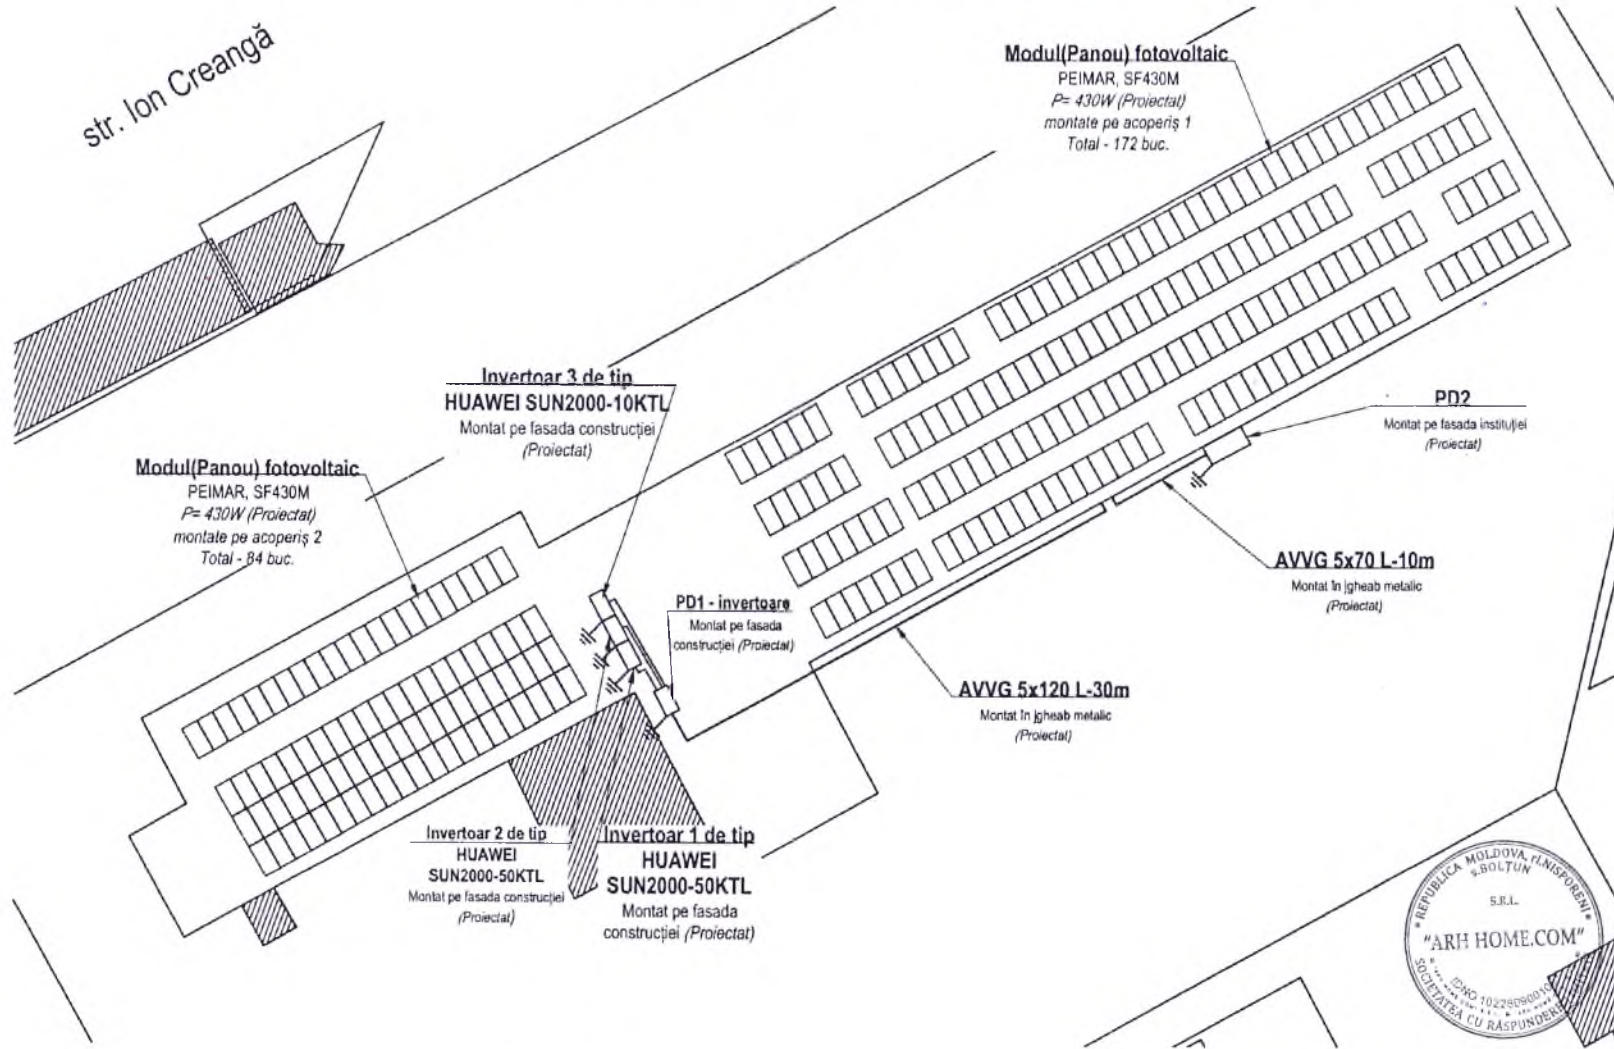 str. Ion Creangă
Modul(Panou) fotovoltaic
PEIMAR, SF430M
P= 430W (Proiectat)
montate pe acoperiș 1
Total - 172 buc.
Invertoar 3 de tip
HUAWEI SUN2000-10KTL
Montat pe fasada construcției
(Proiectat)
PD2
Montat pe fasada instituției
(Proiectat)
Modul(Panou) fotovoltaic
PEIMAR, SF430M
P= 430W (Proiectat)
montate pe acoperiș 2
Total - 84 buc.
AVVG 5x70 L-10m
Montat în jgheab metalic
(Proiectat)
PD1 - invertoare
Montat pe fasada
construcției (Proiectat)
AVVG 5x120 L-30m
Montat în jgheab metalic
(Proiectat)
Invertoar 2 de tip
HUAWEI
SUN2000-50KTL
Montat pe fasada construcției
(Proiectat)
Invertoar 1 de tip
HUAWEI
SUN2000-50KTL
Montat pe fasada
construcției (Proiectat)
* REPUBLICA MOLDOVA, r.l.NISPORENI *
s.BOLȚUN
S.R.L.
"ARH HOME.COM"
SOCIETATEA CU RĂSPUNDERE